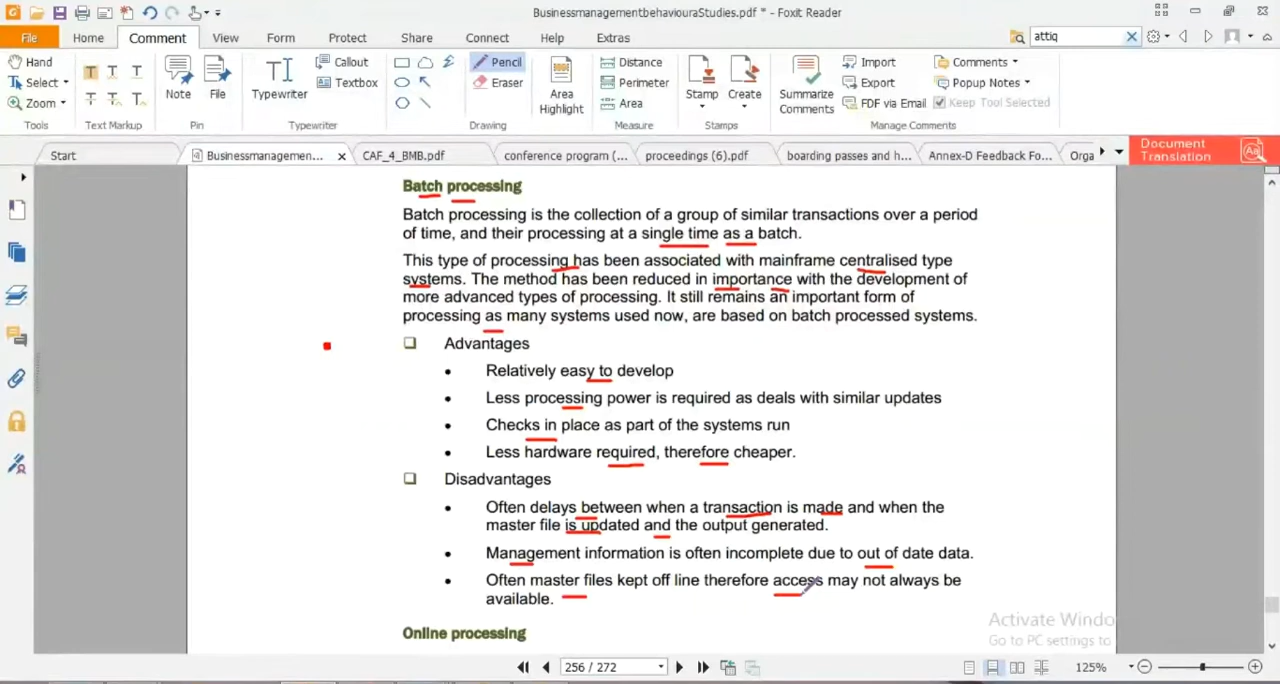 BusinessmanagementbehaviouraStudies.pdf * - Foxit Reader
File Home Comment View Form Protect Share Connect Help Extras attiq
Hand
Select
Zoom
Tools
T T T
T T T
Text Markup
Note File
Pin
Typewriter
Callout
Textbox
Typewriter
Pencil
Eraser
Drawing
Area
Highlight
Distance
Perimeter
Area
Measure
Stamp Create
Stamps
Summarize
Comments
Import
Export
FDF via Email
Comments
Popup Notes
Keep Tool Selected
Manage Comments
Start Businessmanagemen... CAF_4_BMB.pdf conference program (... proceedings (6).pdf boarding passes and h... Annex-D Feedback Fo... Orga
Document
Translation
Batch processing
Batch processing is the collection of a group of similar transactions over a period
of time, and their processing at a single time as a batch.
This type of processing has been associated with mainframe centralised type
systems. The method has been reduced in importance with the development of
more advanced types of processing. It still remains an important form of
processing as many systems used now, are based on batch processed systems.
Advantages
• Relatively easy to develop
• Less processing power is required as deals with similar updates
• Checks in place as part of the systems run
• Less hardware required, therefore cheaper.
Disadvantages
• Often delays between when a transaction is made and when the
master file is updated and the output generated.
• Management information is often incomplete due to out of date data.
• Often master files kept off line therefore access may not always be
available.
Online processing
Activate Windo
Go to PC settings to
256 / 272 125%